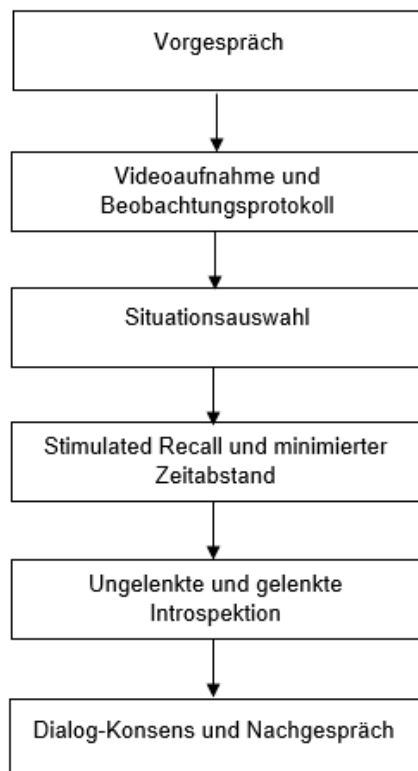 Vorgespräch
Videoaufnahme und
Beobachtungsprotokoll
Situationsauswahl
Stimulated Recall und minimierter
Zeitabstand
Ungelenkte und gelenkte
Introspektion
Dialog-Konsens und Nachgespräch